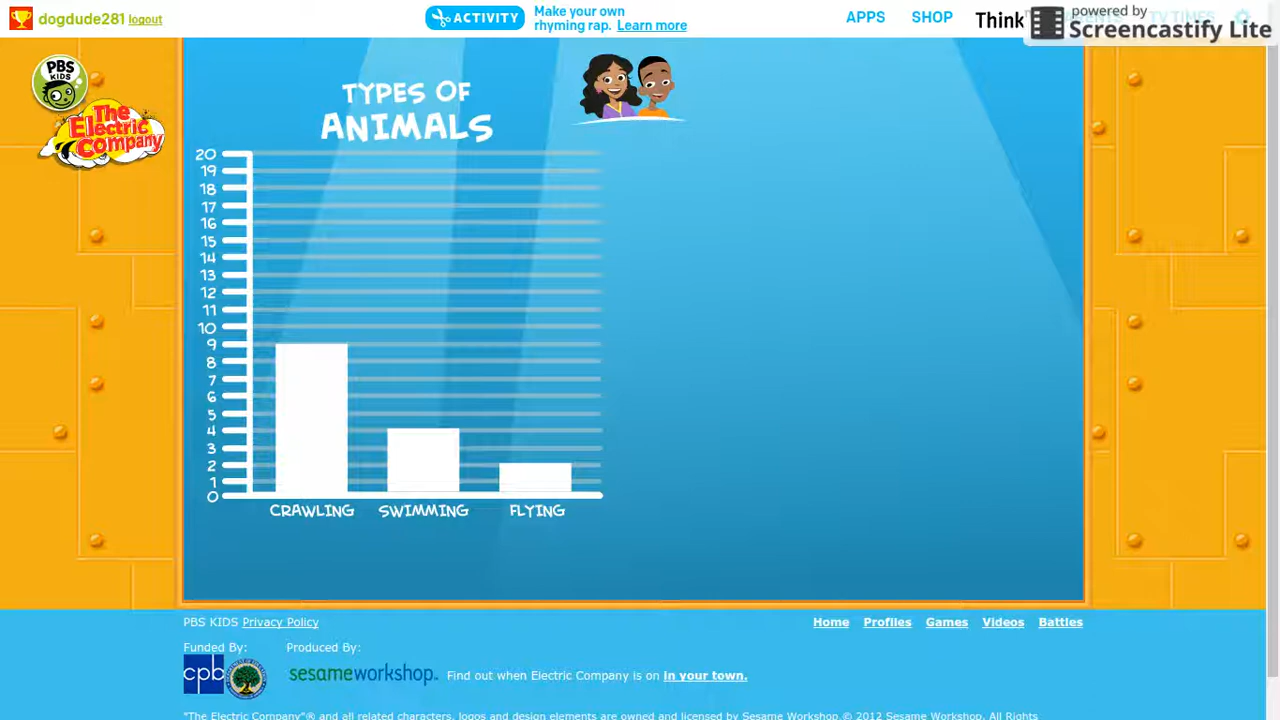 dogdude281 logout
ACTIVITY
Make your own
rhyming rap. Learn more
APPS
SHOP
Think
TV TIMES
powered by
Screencastify Lite
PBS
KIDS
The
Electric
Company
TYPES OF
ANIMALS
20
19
18
17
16
15
14
13
12
11
10
9
8
7
6
5
4
3
2
1
0
CRAWLING SWIMMING FLYING
PBS KIDS Privacy Policy
Home Profiles Games Videos Battles
Funded By: Produced By:
cpb
sesameworkshop.
Find out when Electric Company is on in your town.
"The Electric Company"® and all related characters, logos and design elements are owned and licensed by Sesame Workshop.© 2012 Sesame Workshop. All Rights